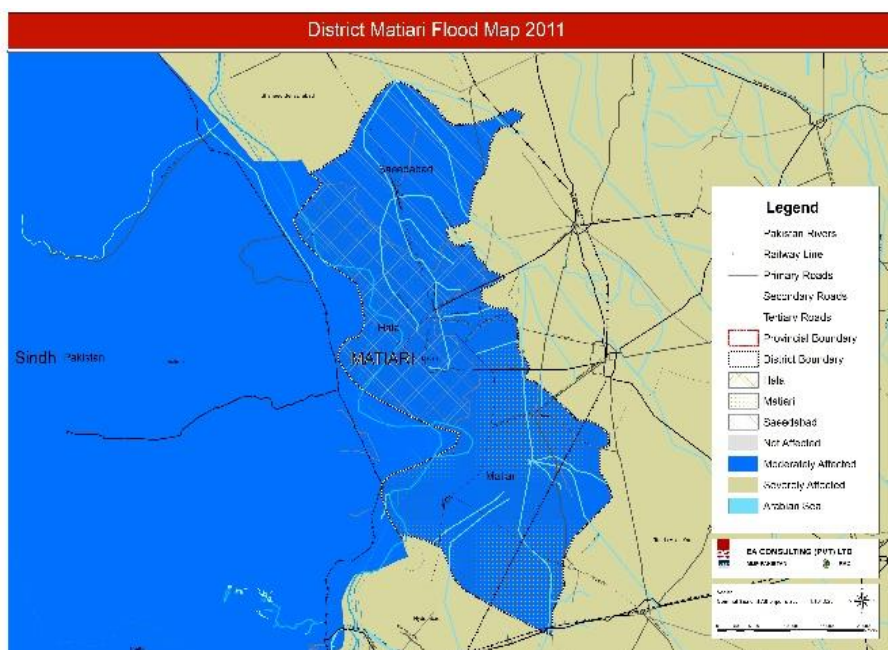 District Matiari Flood Map 2011
Saeedabad
Hala
Sindh Pakistan
MATIARI
Matiari
Legend
Pakistan Rivers
Railway Line
Primary Roads
Secondary Roads
Tertiary Roads
Provincial Boundary
District Boundary
Hala
Matiari
Saeedabad
Not Affected
Moderately Affected
Severely Affected
Arabian Sea
EA CONSULTING (PVT) LTD